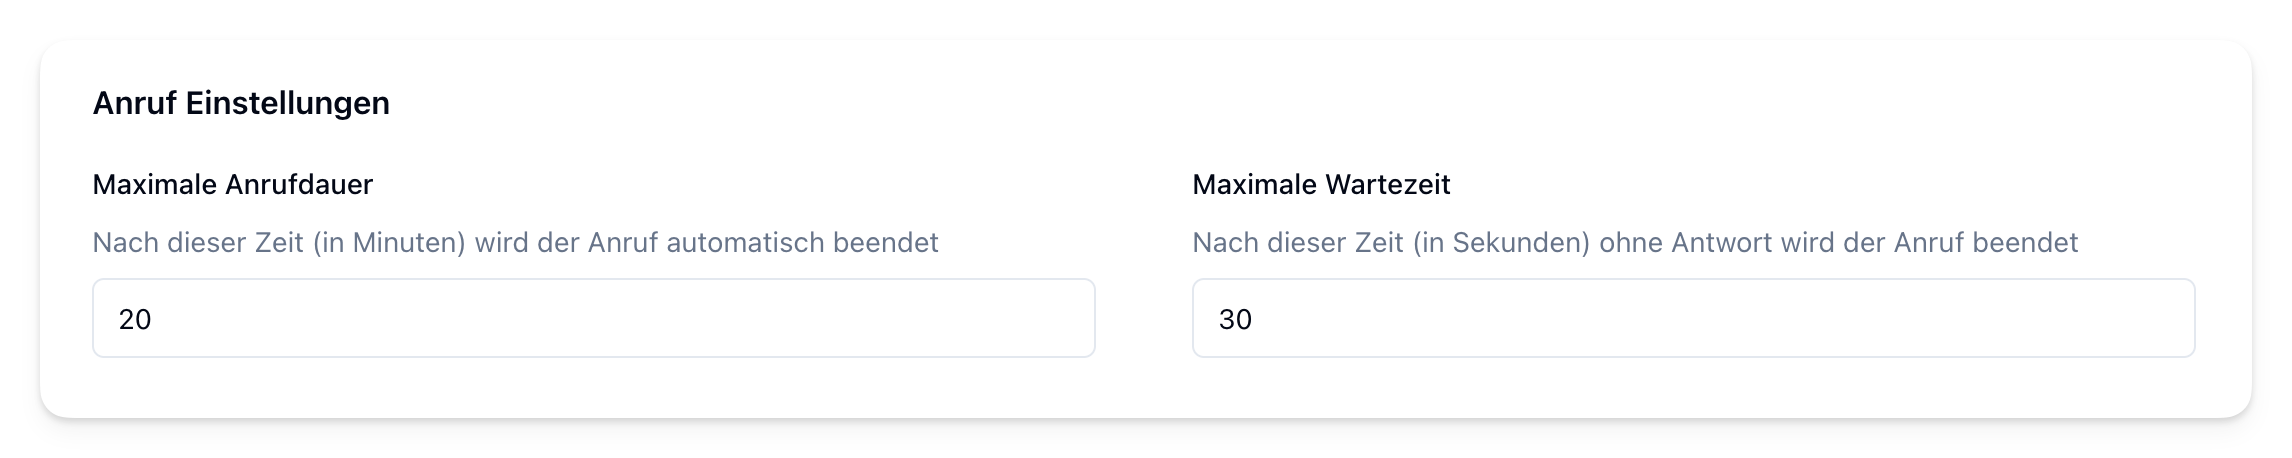 Anruf Einstellungen
Maximale Anrufdauer
Nach dieser Zeit (in Minuten) wird der Anruf automatisch beendet
20
Maximale Wartezeit
Nach dieser Zeit (in Sekunden) ohne Antwort wird der Anruf beendet
30